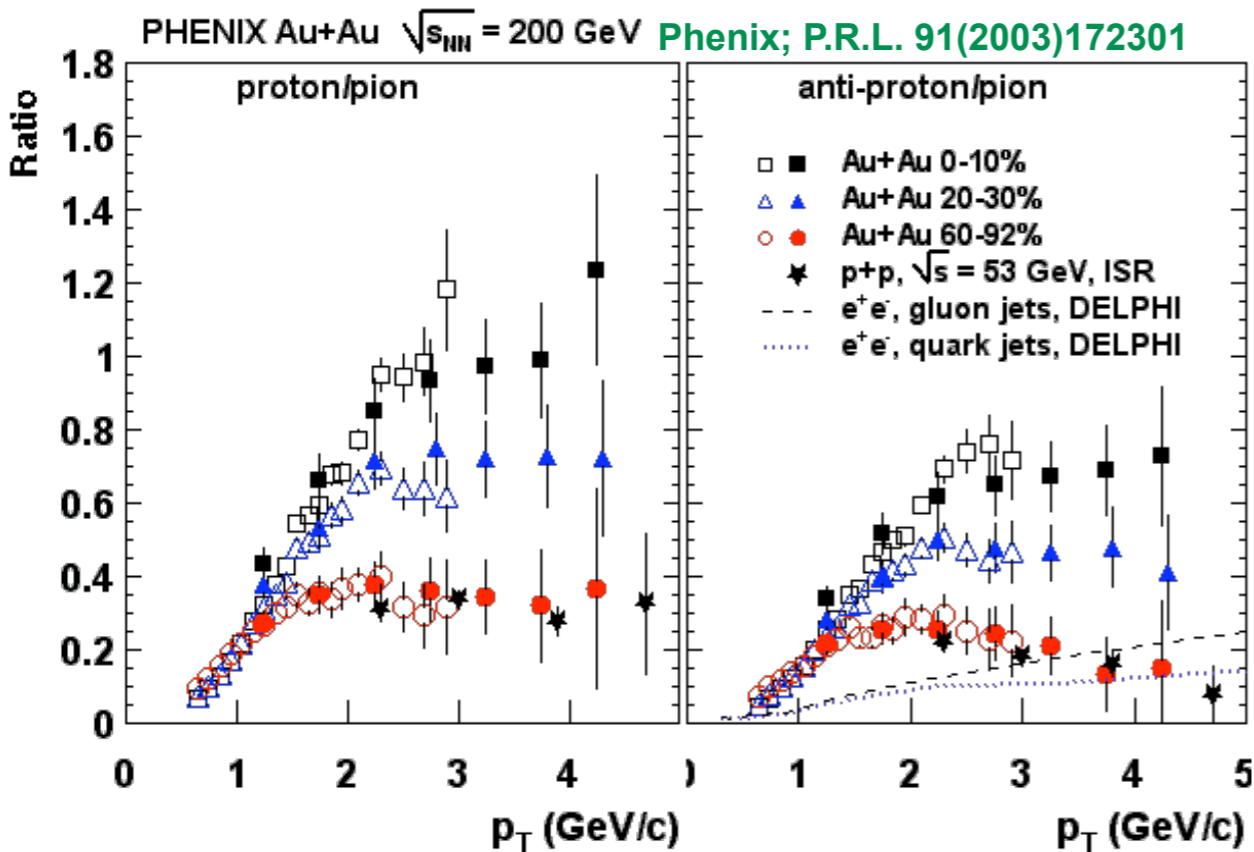 PHENIX Au+Au √s_NN = 200 GeV Phenix; P.R.L. 91(2003)172301
proton/pion
anti-proton/pion
Ratio
1.8
1.6
1.4
1.2
1
0.8
0.6
0.4
0.2
0
Au+Au 0-10%
Au+Au 20-30%
Au+Au 60-92%
p+p, √s = 53 GeV, ISR
e⁺e⁻, gluon jets, DELPHI
e⁺e⁻, quark jets, DELPHI
0 1 2 3 4 0 1 2 3 4 5
p_T (GeV/c) p_T (GeV/c)